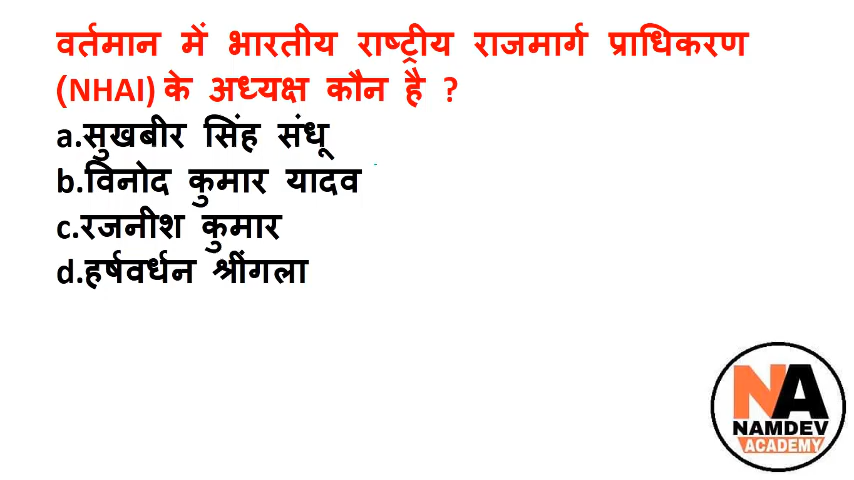 वर्तमान में भारतीय राष्ट्रीय राजमार्ग प्राधिकरण
(NHAI) के अध्यक्ष कौन है ?
a.सुखबीर सिंह संधू
b.विनोद कुमार यादव
c.रजनीश कुमार
d.हर्षवर्धन श्रींगला
NA
NAMDEV
ACADEMY